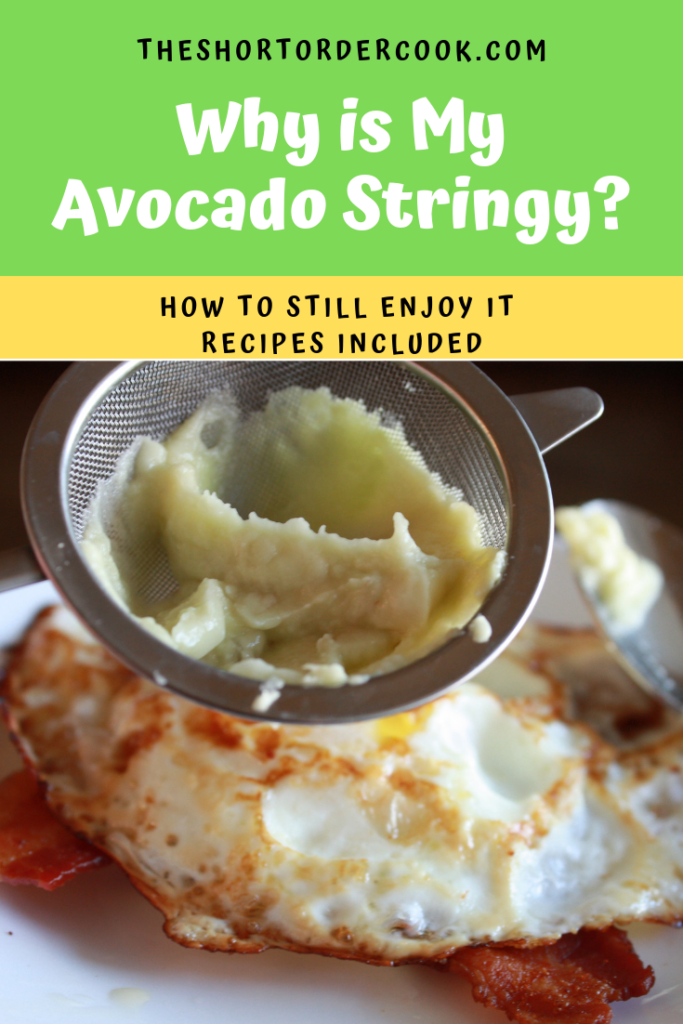 THESHORTORDERCOOK.COM
Why is My
Avocado Stringy?
HOW TO STILL ENJOY IT
RECIPES INCLUDED